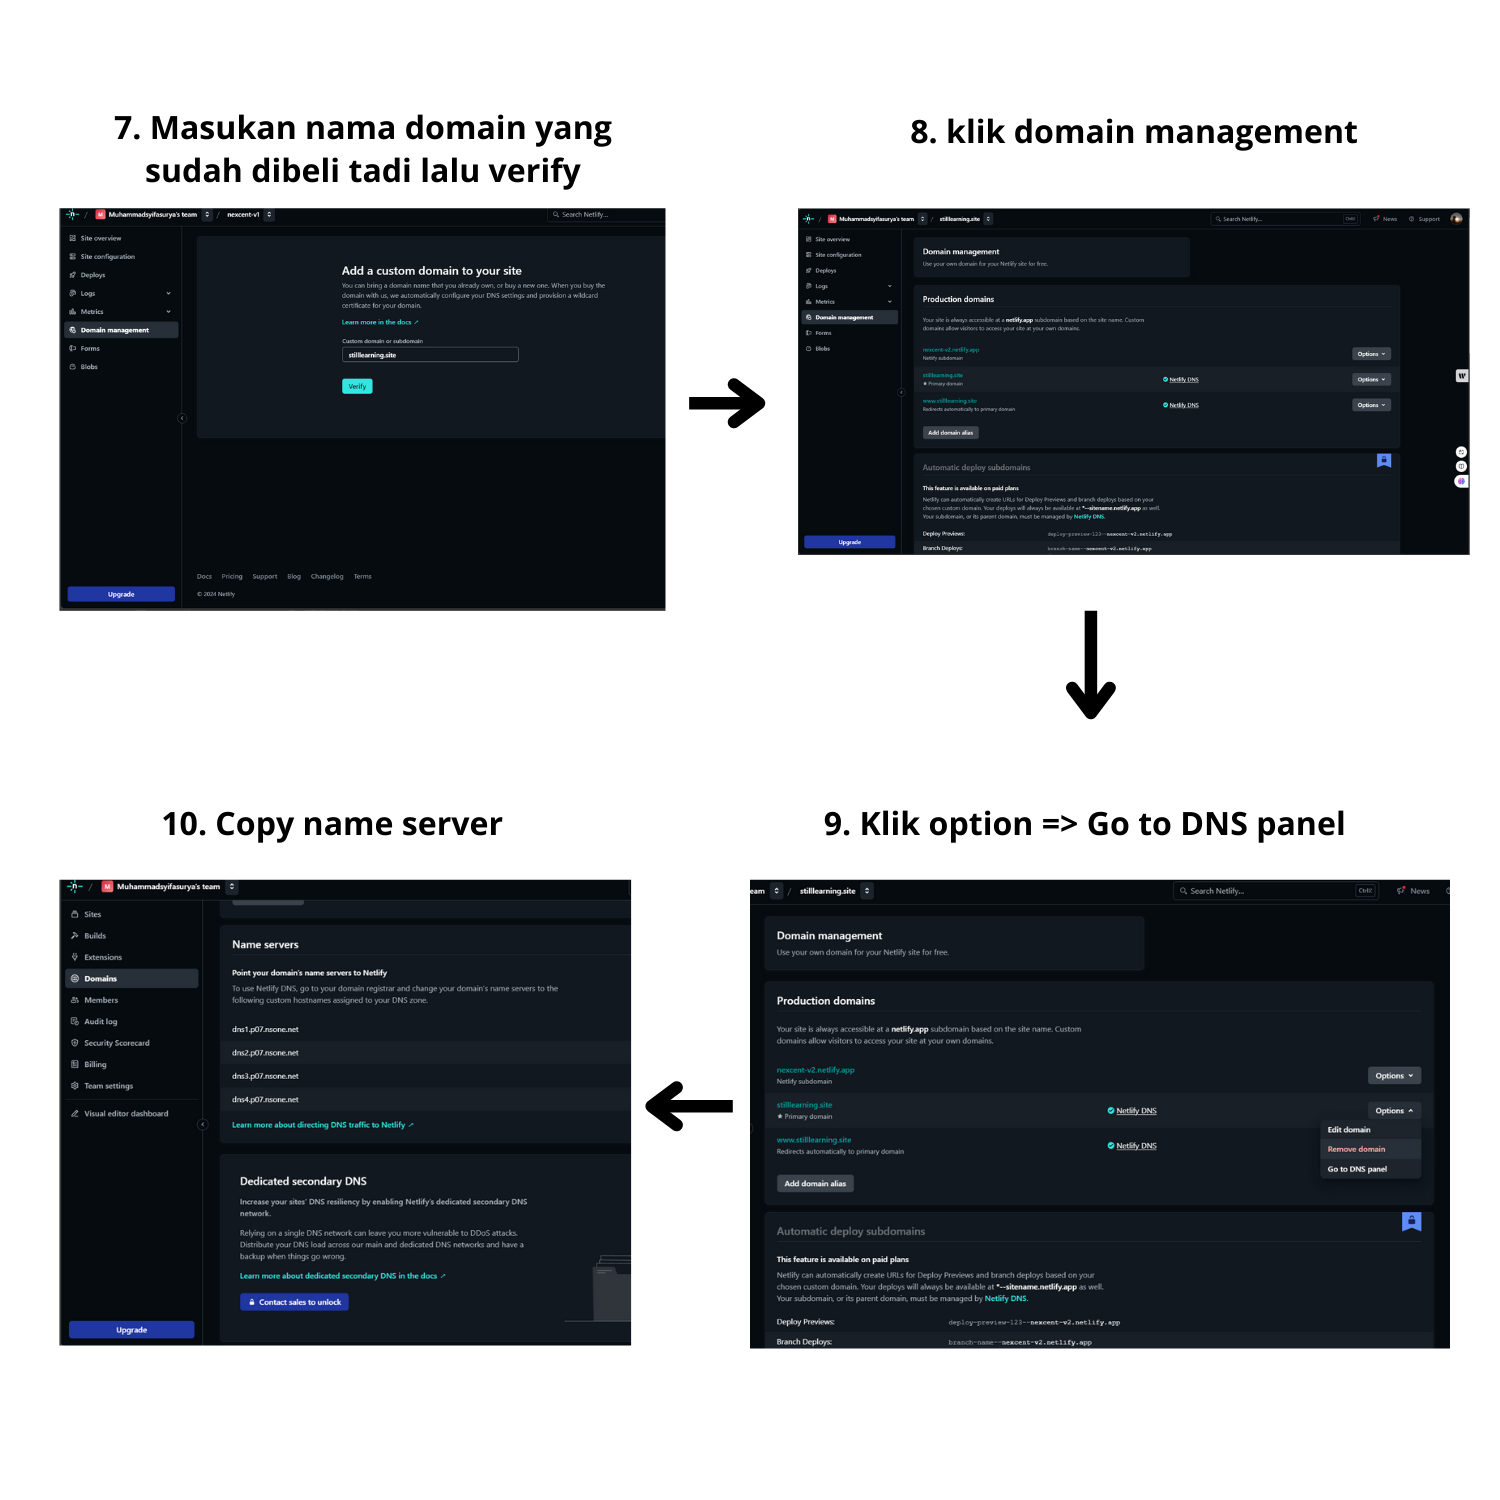 7. Masukan nama domain yang
sudah dibeli tadi lalu verify
Muhammadsyifasurya's team
/
nexcent-v1
Search Netlify...
Site overview
Site configuration
Deploys
Logs
Metrics
Domain management
Forms
Blobs
Upgrade
Add a custom domain to your site
You can bring a domain name that you already own, or buy a new one. When you buy the
domain with us, we automatically configure your DNS settings and provision a wildcard
certificate for your domain.
Learn more in the docs ↗
Custom domain or subdomain
stilllearning.site
Verify
Docs Pricing Support Blog Changelog Terms
© 2024 Netlify
8. klik domain management
Muhammadsyifasurya's team
/
stilllearning.site
Search Netlify...
Ctrl/
News
Support
Site overview
Site configuration
Deploys
Logs
Metrics
Domain management
Forms
Blobs
Upgrade
Domain management
Use your own domain for your Netlify site for free.
Production domains
Your site is always accessible at a netlify.app subdomain based on the site name. Custom
domains allow visitors to access your site at your own domains.
nexcent-v2.netlify.app
Netlify subdomain
Options
stilllearning.site
★ Primary domain
Netlify DNS
Options
www.stilllearning.site
Redirects automatically to primary domain
Netlify DNS
Options
Add domain alias
Automatic deploy subdomains
This feature is available on paid plans
Netlify can automatically create URLs for Deploy Previews and branch deploys based on your
chosen custom domain. Your deploys will always be available at *--sitename.netlify.app as well.
Your subdomain, or its parent domain, must be managed by Netlify DNS.
Deploy Previews: deploy-preview-123--nexcent-v2.netlify.app
Branch Deploys: branch-name--nexcent-v2.netlify.app
9. Klik option => Go to DNS panel
eam
/
stilllearning.site
Search Netlify...
Ctrl/
News
Domain management
Use your own domain for your Netlify site for free.
Production domains
Your site is always accessible at a netlify.app subdomain based on the site name. Custom
domains allow visitors to access your site at your own domains.
nexcent-v2.netlify.app
Netlify subdomain
Options
stilllearning.site
★ Primary domain
Netlify DNS
Options
Edit domain
Remove domain
Go to DNS panel
www.stilllearning.site
Redirects automatically to primary domain
Netlify DNS
Add domain alias
Automatic deploy subdomains
This feature is available on paid plans
Netlify can automatically create URLs for Deploy Previews and branch deploys based on your
chosen custom domain. Your deploys will always be available at *--sitename.netlify.app as well.
Your subdomain, or its parent domain, must be managed by Netlify DNS.
Deploy Previews: deploy-preview-123--nexcent-v2.netlify.app
Branch Deploys: branch-name--nexcent-v2.netlify.app
10. Copy name server
/
Muhammadsyifasurya's team
Sites
Builds
Extensions
Domains
Members
Audit log
Security Scorecard
Billing
Team settings
Visual editor dashboard
Upgrade
Name servers
Point your domain's name servers to Netlify
To use Netlify DNS, go to your domain registrar and change your domain's name servers to the
following custom hostnames assigned to your DNS zone.
dns1.p07.nsone.net
dns2.p07.nsone.net
dns3.p07.nsone.net
dns4.p07.nsone.net
Learn more about directing DNS traffic to Netlify ↗
Dedicated secondary DNS
Increase your sites' DNS resiliency by enabling Netlify's dedicated secondary DNS
network.
Relying on a single DNS network can leave you more vulnerable to DDoS attacks.
Distribute your DNS load across our main and dedicated DNS networks and have a
backup when things go wrong.
Learn more about dedicated secondary DNS in the docs ↗
Contact sales to unlock